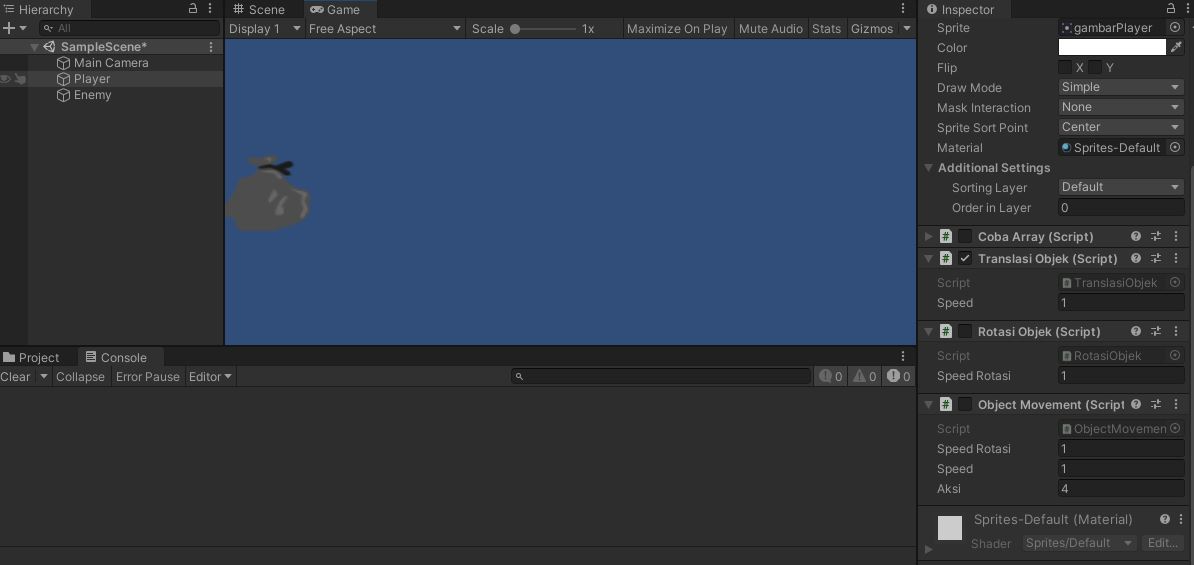 Hierarchy
All
SampleScene*
Main Camera
Player
Enemy
Scene
Game
Display 1
Free Aspect
Scale
1x
Maximize On Play
Mute Audio
Stats
Gizmos
Project
Console
Clear
Collapse
Error Pause
Editor
0
0
0
Inspector
Sprite
gambarPlayer
Color
Flip
X
Y
Draw Mode
Simple
Mask Interaction
None
Sprite Sort Point
Center
Material
Sprites-Default
Additional Settings
Sorting Layer
Default
Order in Layer
0
# Coba Array (Script)
# Translasi Objek (Script)
Script
TranslasiObjek
Speed
1
# Rotasi Objek (Script)
Script
RotasiObjek
Speed Rotasi
1
# Object Movement (Script
Script
ObjectMovemen
Speed Rotasi
1
Speed
1
Aksi
4
Sprites-Default (Material)
Shader
Sprites/Default
Edit...